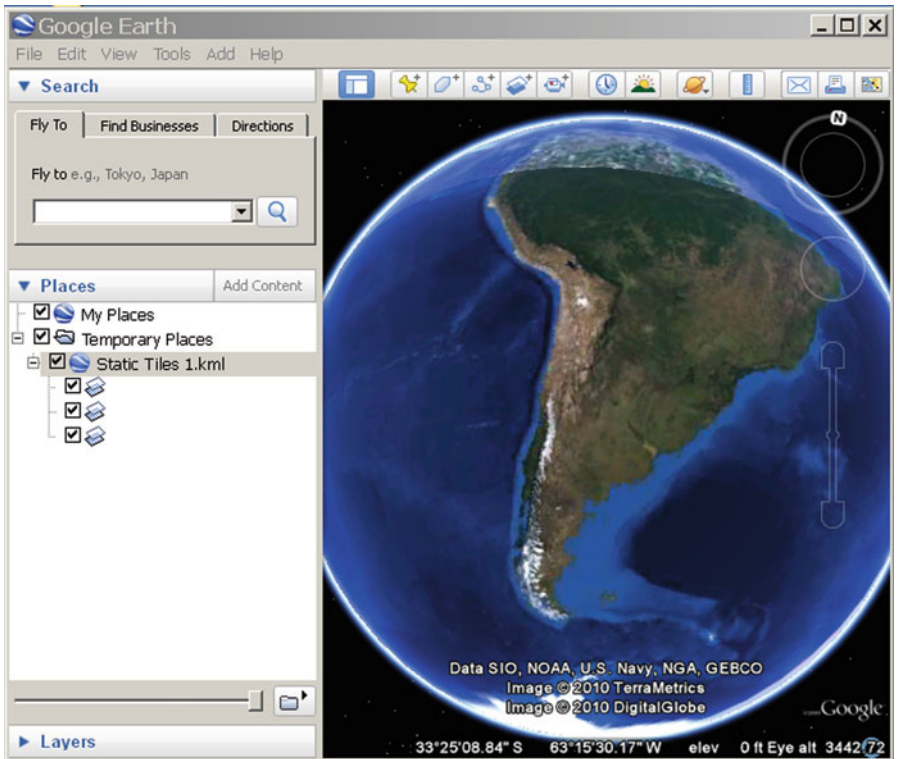 Google Earth
File Edit View Tools Add Help
Search
Fly To Find Businesses Directions
Fly to e.g., Tokyo, Japan
Places Add Content
My Places
Temporary Places
Static Tiles 1.kml
Layers
N
Data SIO, NOAA, U.S. Navy, NGA, GEBCO
Image © 2010 TerraMetrics
Image © 2010 DigitalGlobe
Google
33°25'08.84" S 63°15'30.17" W elev 0 ft Eye alt 3442